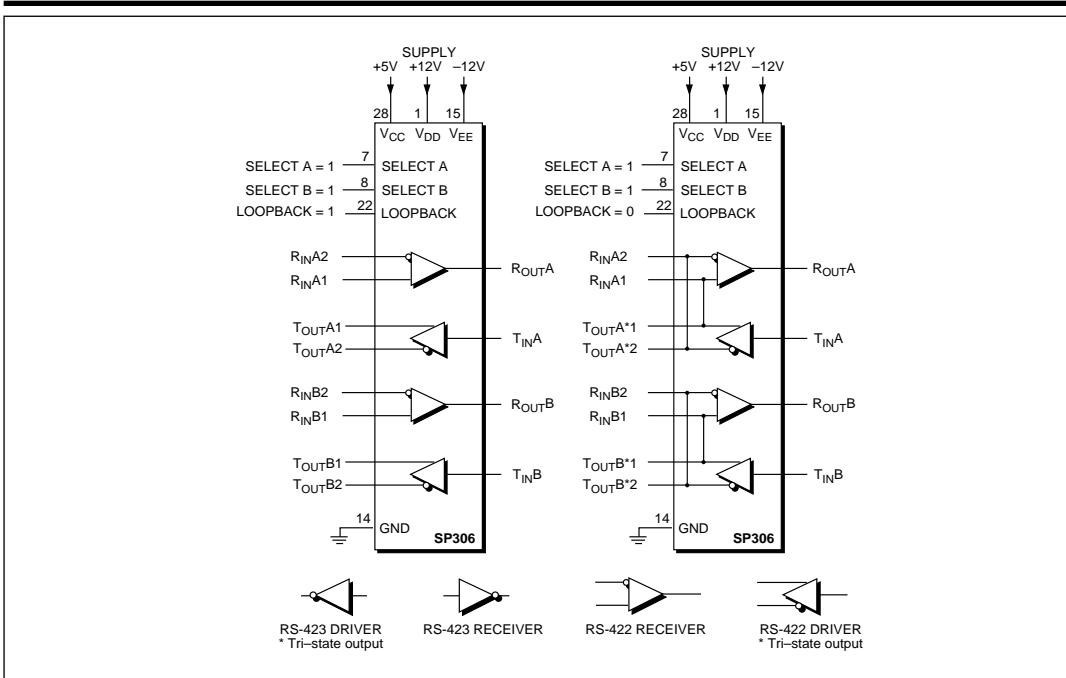 SUPPLY
+5V +12V –12V
28 1 15
VCC VDD VEE
SELECT A = 1 7 SELECT A
SELECT B = 1 8 SELECT B
LOOPBACK = 1 22 LOOPBACK
RINA2
RINA1
ROUTA
TOUTA1
TOUTA2
TINA
RINB2
RINB1
ROUTB
TOUTB1
TOUTB2
TINB
14 GND
SP306
SUPPLY
+5V +12V –12V
28 1 15
VCC VDD VEE
SELECT A = 1 7 SELECT A
SELECT B = 1 8 SELECT B
LOOPBACK = 0 22 LOOPBACK
RINA2
RINA1
ROUTA
TOUTA*1
TOUTA*2
TINA
RINB2
RINB1
ROUTB
TOUTB*1
TOUTB*2
TINB
14 GND
SP306
RS-423 DRIVER
* Tri–state output
RS-423 RECEIVER
RS-422 RECEIVER
RS-422 DRIVER
* Tri–state output